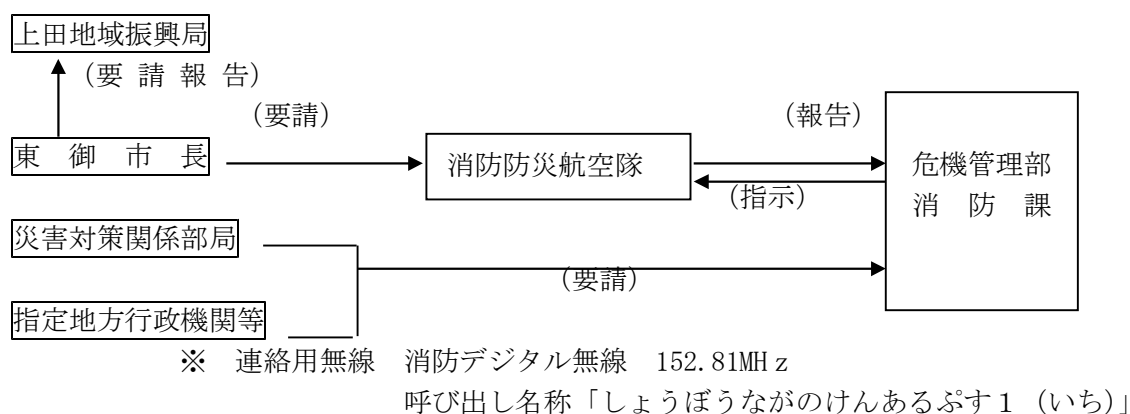 上田地域振興局
（要 請 報 告）
（要請）
（報告）
東 御 市 長
消防防災航空隊
危機管理部
消 防 課
（指示）
災害対策関係部局
（要請）
指定地方行政機関等
※ 連絡用無線 消防デジタル無線 152.81MHz
呼び出し名称「しょうぼうながのけんあるぷす１（いち）」